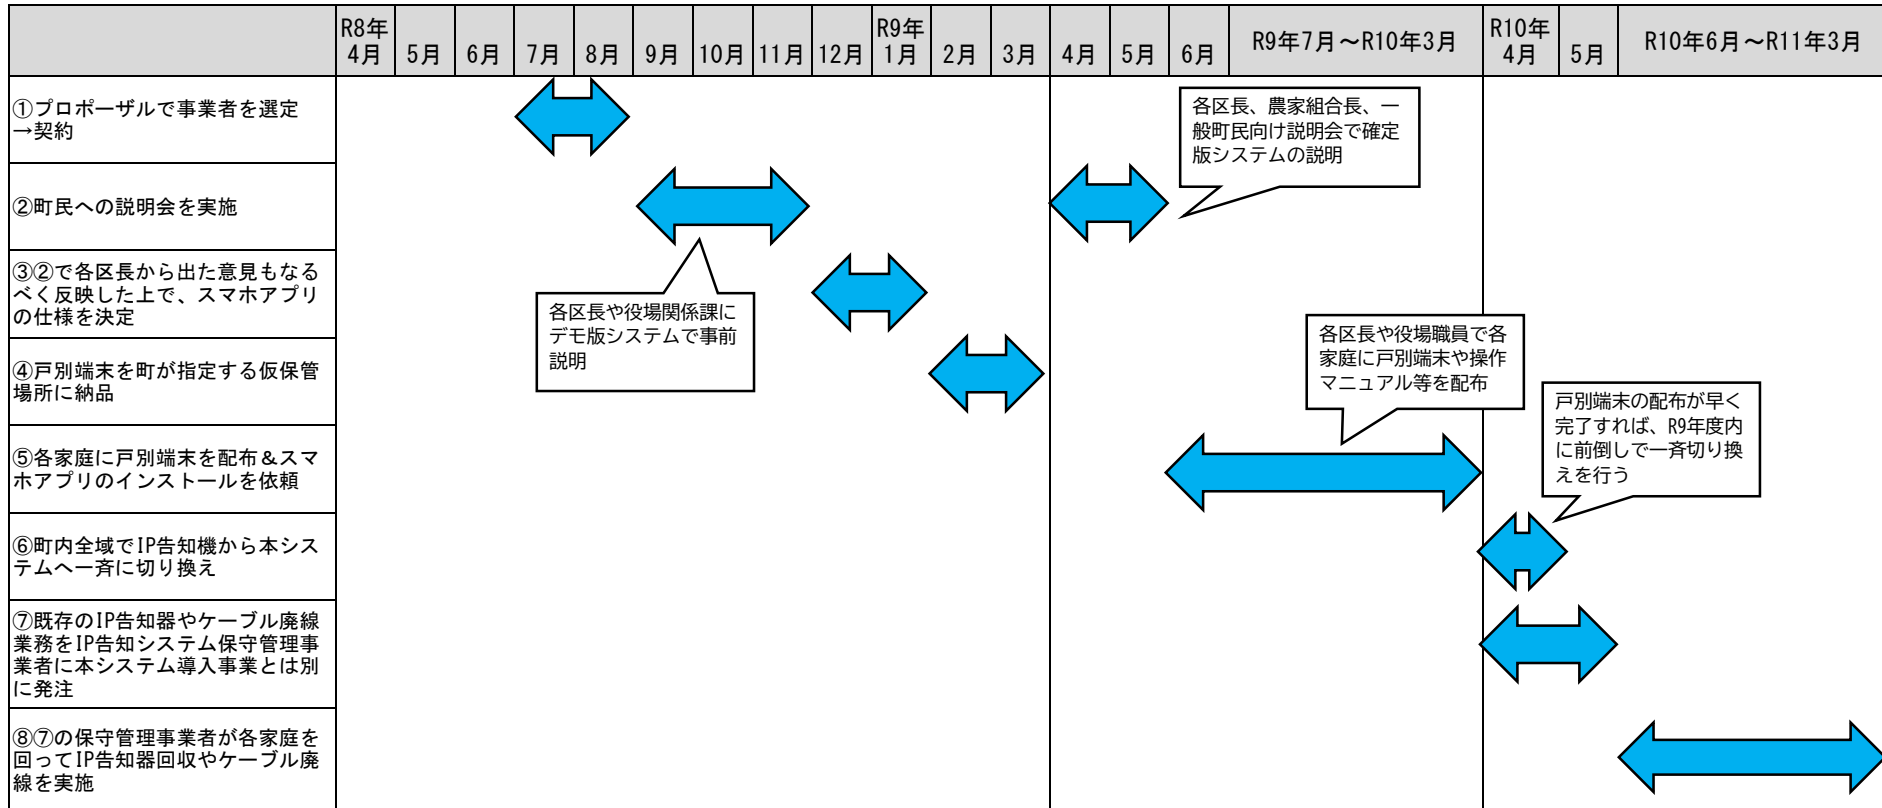 R8年
4月
5月
6月
7月
8月
9月
10月
11月
12月
R9年
1月
2月
3月
4月
5月
6月
R9年7月～R10年3月
R10年
4月
5月
R10年6月～R11年3月
①プロポーザルで事業者を選定
→契約
各区長、農家組合長、一
般町民向け説明会で確定
版システムの説明
②町民への説明会を実施
③②で各区長から出た意見もなる
べく反映した上で、スマホアプリ
の仕様を決定
各区長や役場関係課に
デモ版システムで事前
説明
④戸別端末を町が指定する仮保管
場所に納品
各区長や役場職員で各
家庭に戸別端末や操作
マニュアル等を配布
⑤各家庭に戸別端末を配布＆スマ
ホアプリのインストールを依頼
戸別端末の配布が早く
完了すれば、R9年度内
に前倒しで一斉切り換
えを行う
⑥町内全域でIP告知機から本シス
テムへ一斉に切り換え
⑦既存のIP告知器やケーブル廃線
業務をIP告知システム保守管理事
業者に本システム導入事業とは別
に発注
⑧⑦の保守管理事業者が各家庭を
回ってIP告知器回収やケーブル廃
線を実施